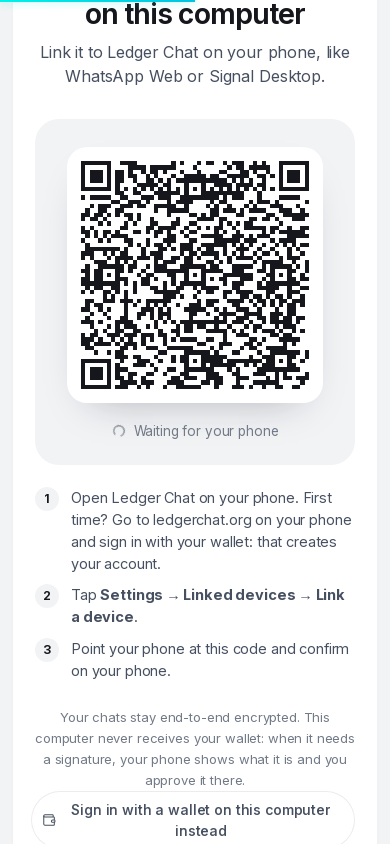 on this computer
Link it to Ledger Chat on your phone, like
WhatsApp Web or Signal Desktop.
Waiting for your phone
1 Open Ledger Chat on your phone. First
time? Go to ledgerchat.org on your phone
and sign in with your wallet: that creates
your account.
2 Tap Settings → Linked devices → Link
a device.
3 Point your phone at this code and confirm
on your phone.
Your chats stay end-to-end encrypted. This
computer never receives your wallet: when it needs
a signature, your phone shows what it is and you
approve it there.
Sign in with a wallet on this computer
instead